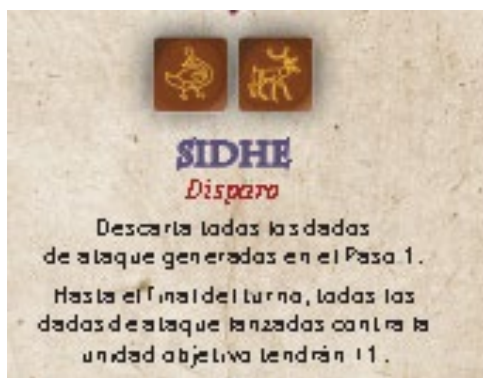 SIDHE
Disparo
Descarta todos los dados
de ataque generados en el Paso 1.
Hasta el final del turno, todos los
dados de ataque lanzados contra la
unidad objetivo tendrán +1.